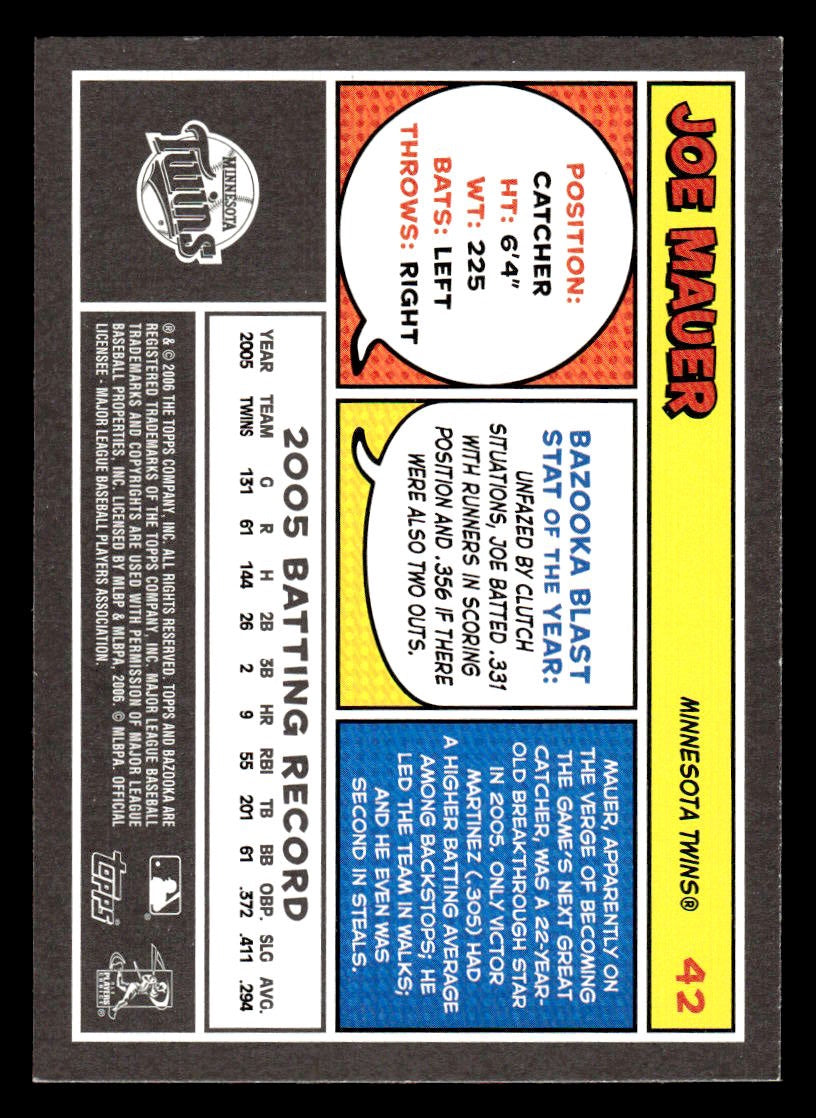 JOE MAUER
MINNESOTA TWINS®
42
POSITION:
CATCHER
HT: 6'4"
WT: 225
BATS: LEFT
THROWS: RIGHT
BAZOOKA BLAST
STAT OF THE YEAR:
UNFAZED BY CLUTCH
SITUATIONS, JOE BATTED .331
WITH RUNNERS IN SCORING
POSITION AND .356 IF THERE
WERE ALSO TWO OUTS.
MAUER, APPARENTLY ON
THE VERGE OF BECOMING
THE GAME'S NEXT GREAT
CATCHER, WAS A 22-YEAR-
OLD BREAKTHROUGH STAR
IN 2005. ONLY VICTOR
MARTINEZ (.305) HAD
A HIGHER BATTING AVERAGE
AMONG BACKSTOPS; HE
LED THE TEAM IN WALKS;
AND HE EVEN WAS
SECOND IN STEALS.
MINNESOTA
Twins
2005 BATTING RECORD
YEAR TEAM G R H 2B 3B HR RBI TB BB OBP. SLG AVG.
2005 TWINS 131 61 144 26 2 9 55 201 61 .372 .411 .294
® & © 2006 THE TOPPS COMPANY, INC. ALL RIGHTS RESERVED. TOPPS AND BAZOOKA ARE
REGISTERED TRADEMARKS OF THE TOPPS COMPANY, INC. MAJOR LEAGUE BASEBALL
TRADEMARKS AND COPYRIGHTS ARE USED WITH PERMISSION OF MAJOR LEAGUE
BASEBALL PROPERTIES, INC. LICENSED BY MLBP & MLBPA, 2006. © MLBPA. OFFICIAL
LICENSEE - MAJOR LEAGUE BASEBALL PLAYERS ASSOCIATION.
topps®
PLAYERS
CHOICE®